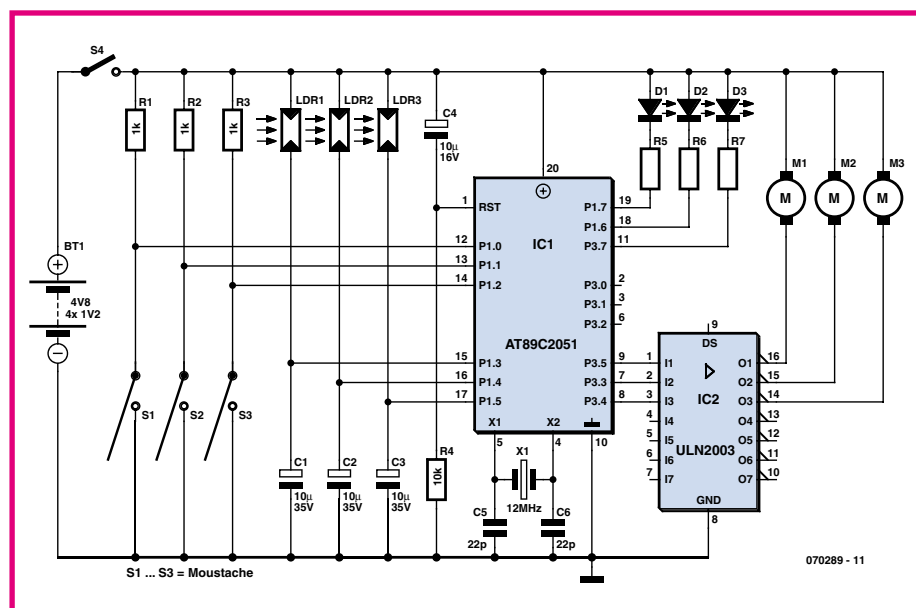 S4
R1
R2
R3
1k
1k
1k
LDR1
LDR2
LDR3
C4
10µ
16V
D1
D2
D3
R5
R6
R7
M1
M2
M3
M
M
M
BT1
4V8
4x 1V2
20
1
RST
IC1
P1.7
19
P1.6
18
P3.7
11
12
P1.0
13
P1.1
14
P1.2
P3.0
2
P3.1
3
P3.2
6
AT89C2051
15
P1.3
16
P1.4
17
P1.5
P3.5
9
P3.3
7
P3.4
8
X1
X2
5
4
10
9
DS
1
I1
2
I2
3
I3
4
I4
5
I5
6
I6
7
I7
IC2
ULN2003
O1
16
O2
15
O3
14
O4
13
O5
12
O6
11
O7
10
GND
8
S1
S2
S3
C1
10µ
35V
C2
10µ
35V
C3
10µ
35V
R4
10k
X1
12MHz
C5
22p
C6
22p
S1 ... S3 = Moustache
070289 - 11